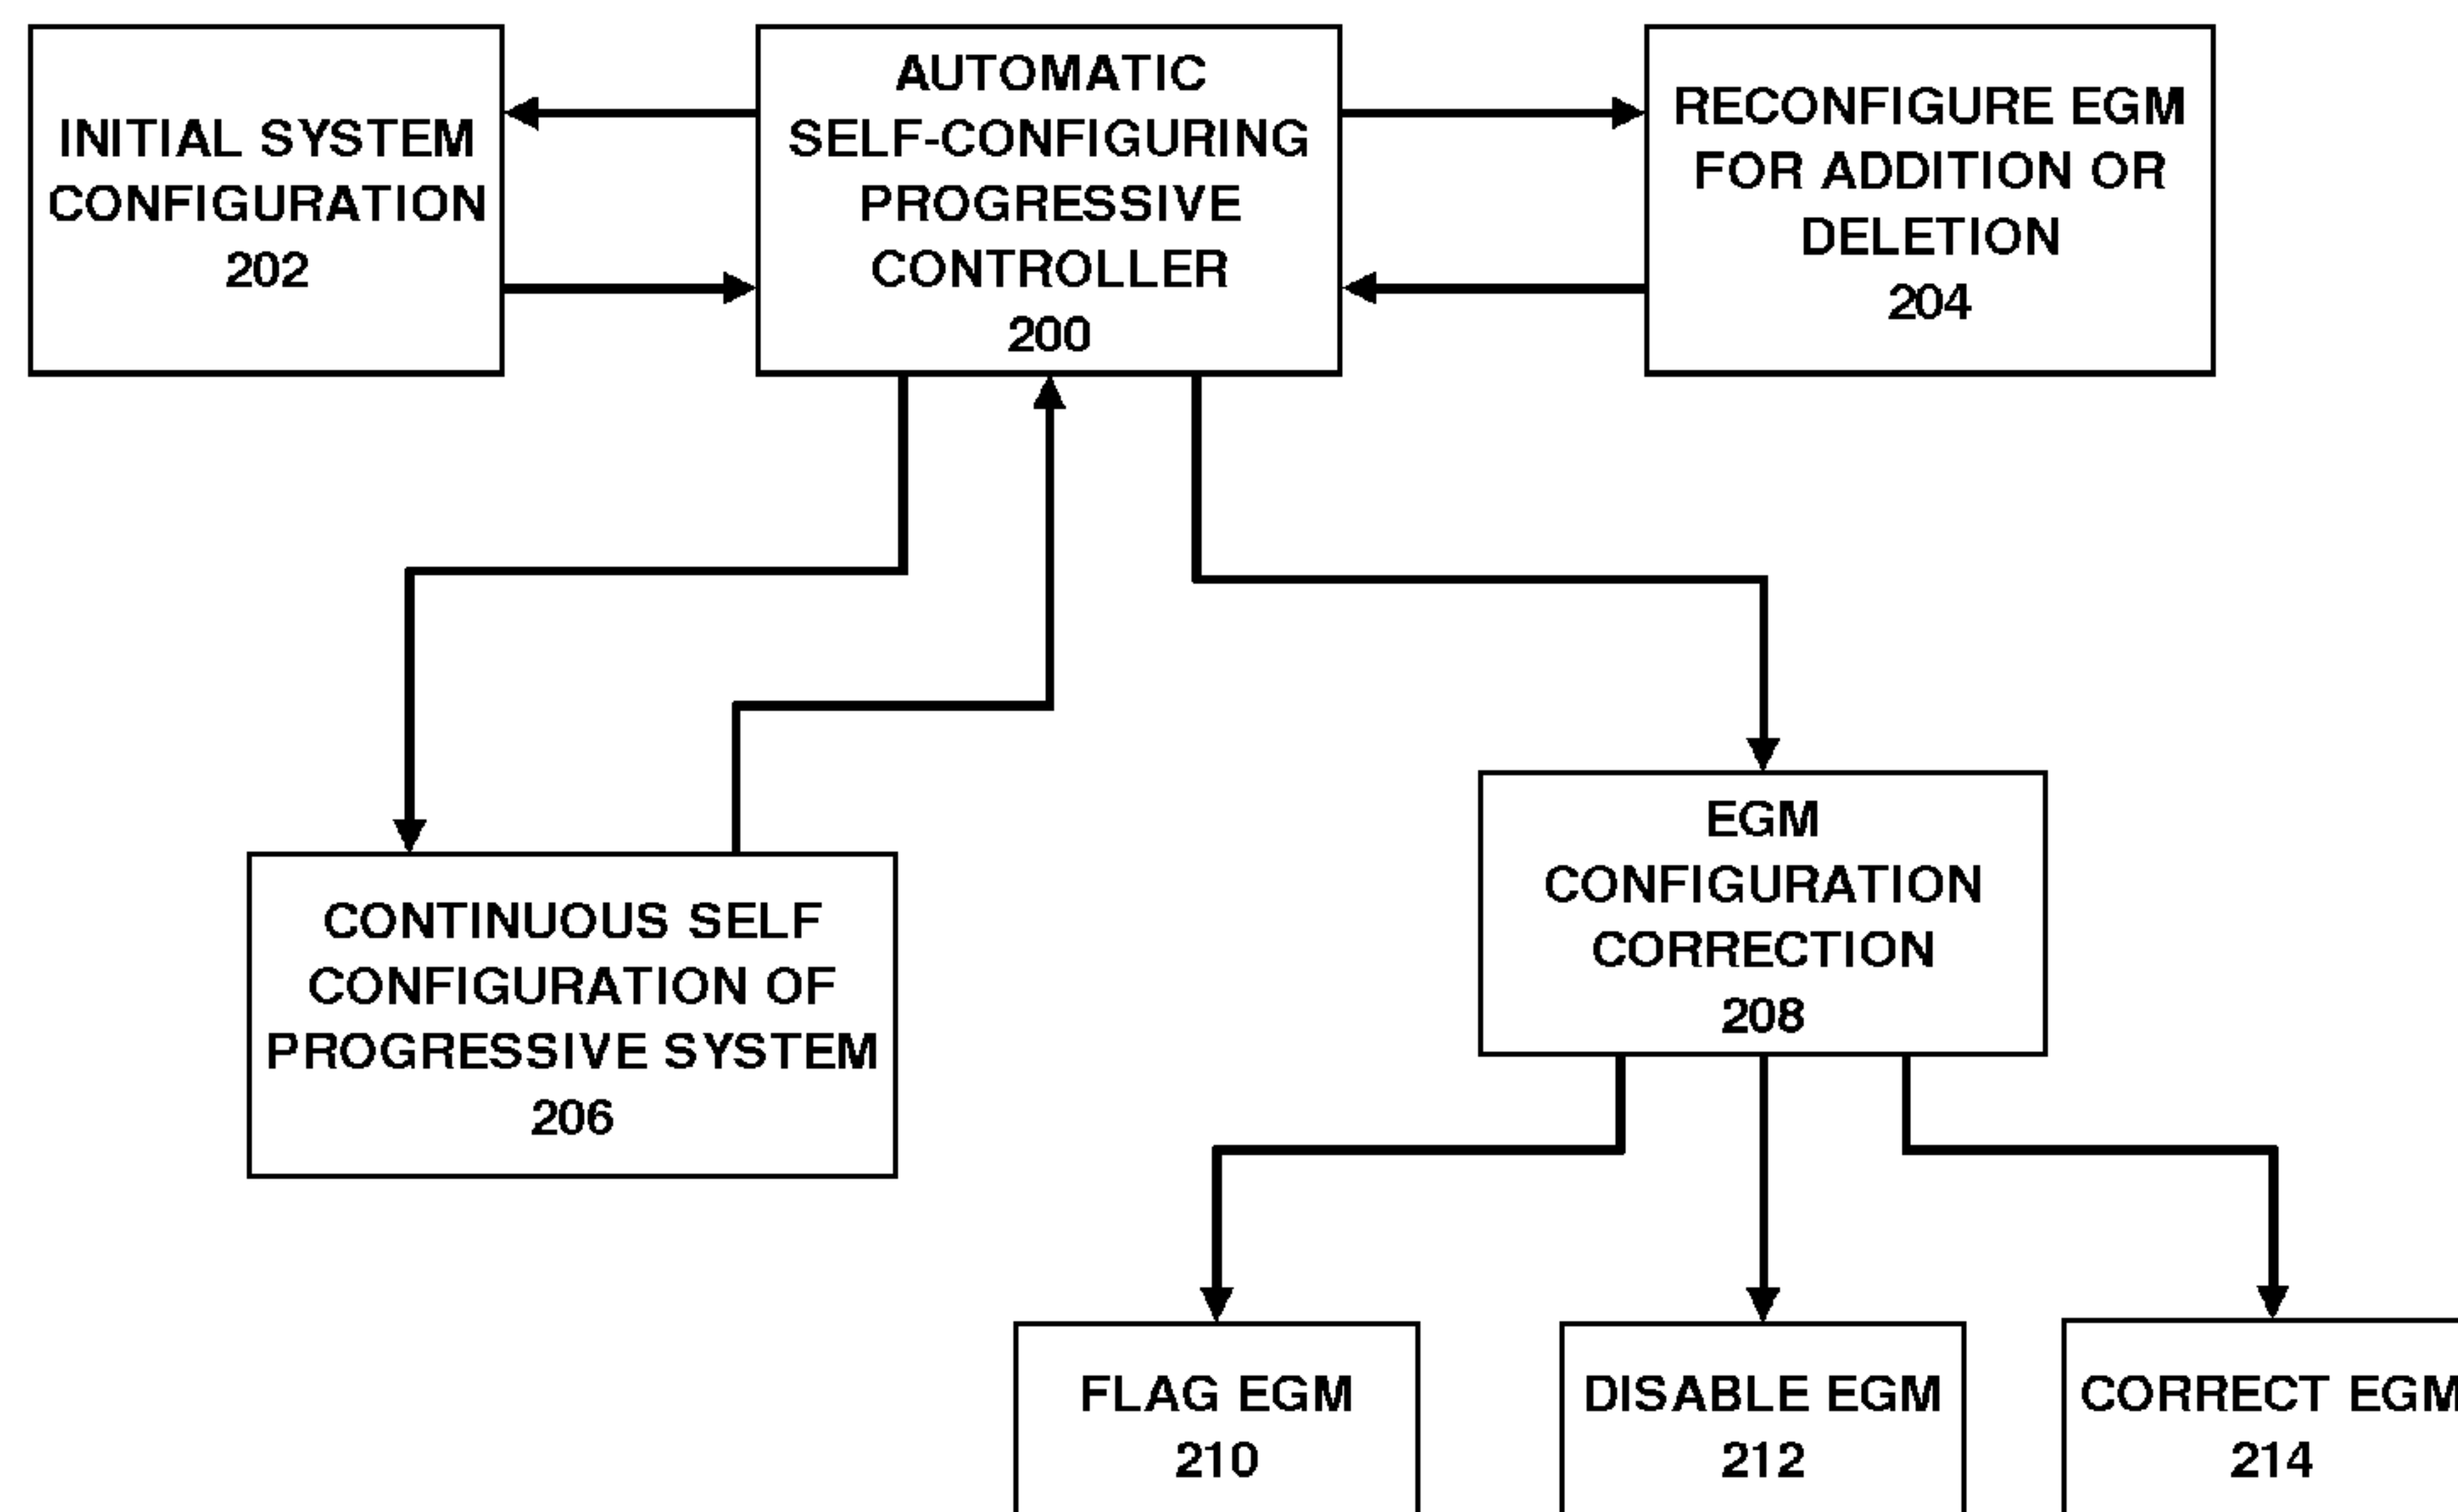 INITIAL SYSTEM
CONFIGURATION
202
AUTOMATIC
SELF-CONFIGURING
PROGRESSIVE
CONTROLLER
200
RECONFIGURE EGM
FOR ADDITION OR
DELETION
204
CONTINUOUS SELF
CONFIGURATION OF
PROGRESSIVE SYSTEM
206
EGM
CONFIGURATION
CORRECTION
208
FLAG EGM
210
DISABLE EGM
212
CORRECT EGM
214